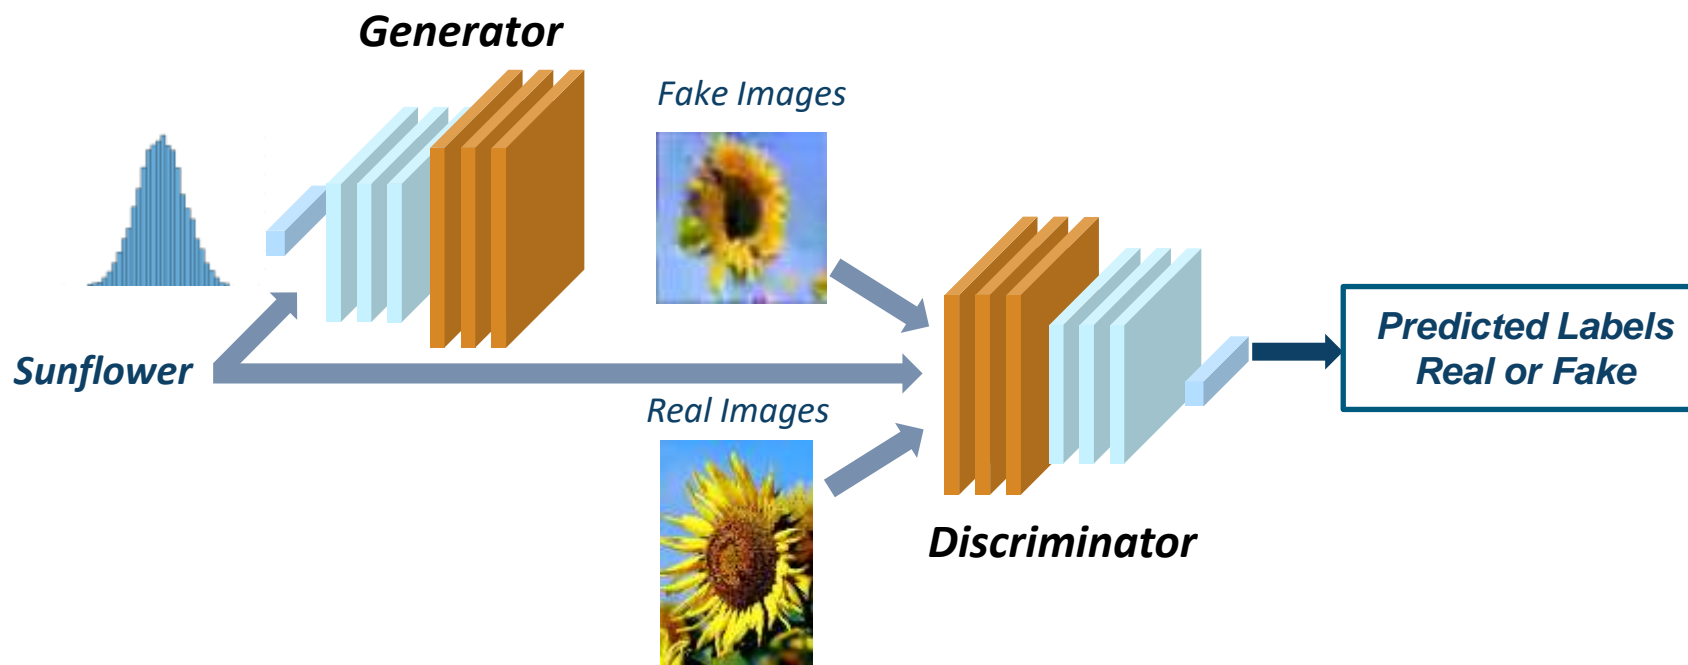 Generator
Fake Images
Sunflower
Real Images
Discriminator
Predicted Labels
Real or Fake